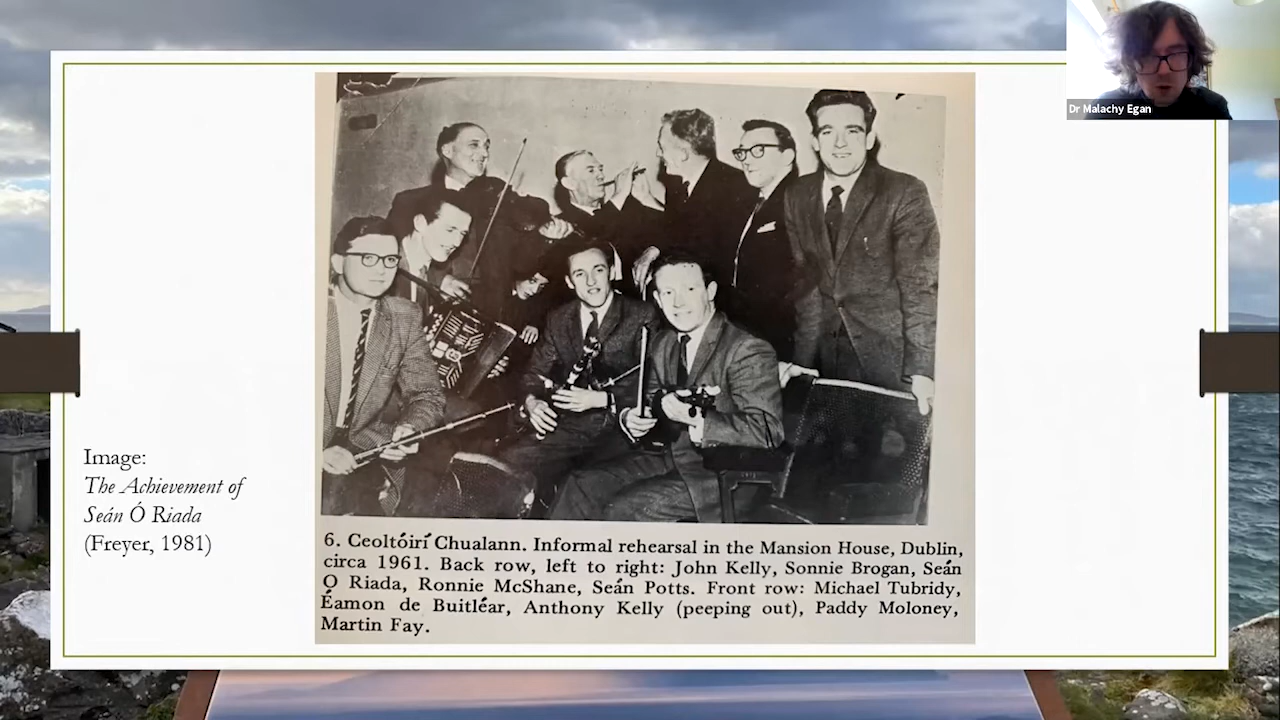 Dr Malachy Egan
Image:
The Achievement of
Seán Ó Riada
(Freyer, 1981)
6. Ceoltóirí Chualann. Informal rehearsal in the Mansion House, Dublin,
circa 1961. Back row, left to right: John Kelly, Sonnie Brogan, Seán
Ó Riada, Ronnie McShane, Seán Potts. Front row: Michael Tubridy,
Éamon de Buitléar, Anthony Kelly (peeping out), Paddy Moloney,
Martin Fay.